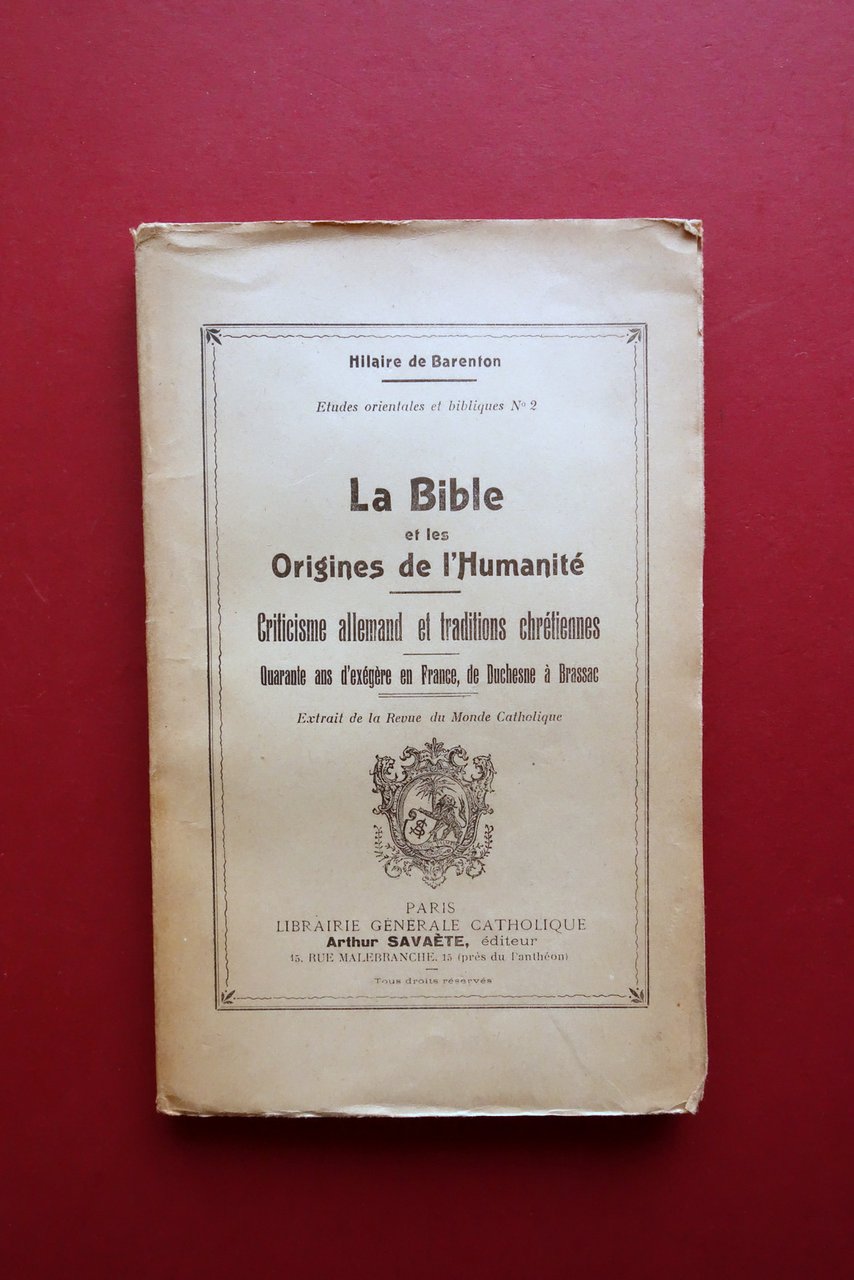 Hilaire de Barenton
Etudes orientales et bibliques Nº 2
La Bible
et les
Origines de l'Humanité
Criticisme allemand et traditions chrétiennes
Quarante ans d'exégère en France, de Duchesne à Brassac
Extrait de la Revue du Monde Catholique
PARIS
LIBRAIRIE GÉNÉRALE CATHOLIQUE
Arthur SAVAÈTE, éditeur
15, RUE MALEBRANCHE, 15 (près du Panthéon)
Tous droits réservés